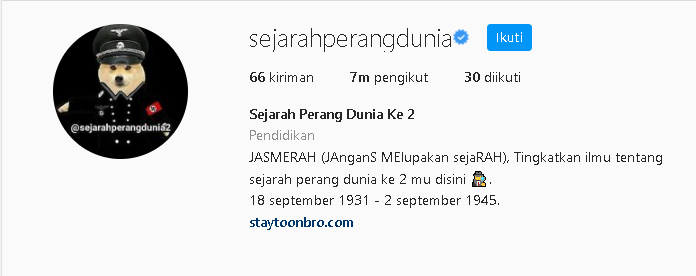 sejarahperangdunia Ikuti
66 kiriman 7m pengikut 30 diikuti
Sejarah Perang Dunia Ke 2
Pendidikan
JASMERAH (JAnganS MElupakan sejaRAH), Tingkatkan ilmu tentang
sejarah perang dunia ke 2 mu disini .
18 september 1931 - 2 september 1945.
staytoonbro.com
@sejarahperangdunia2